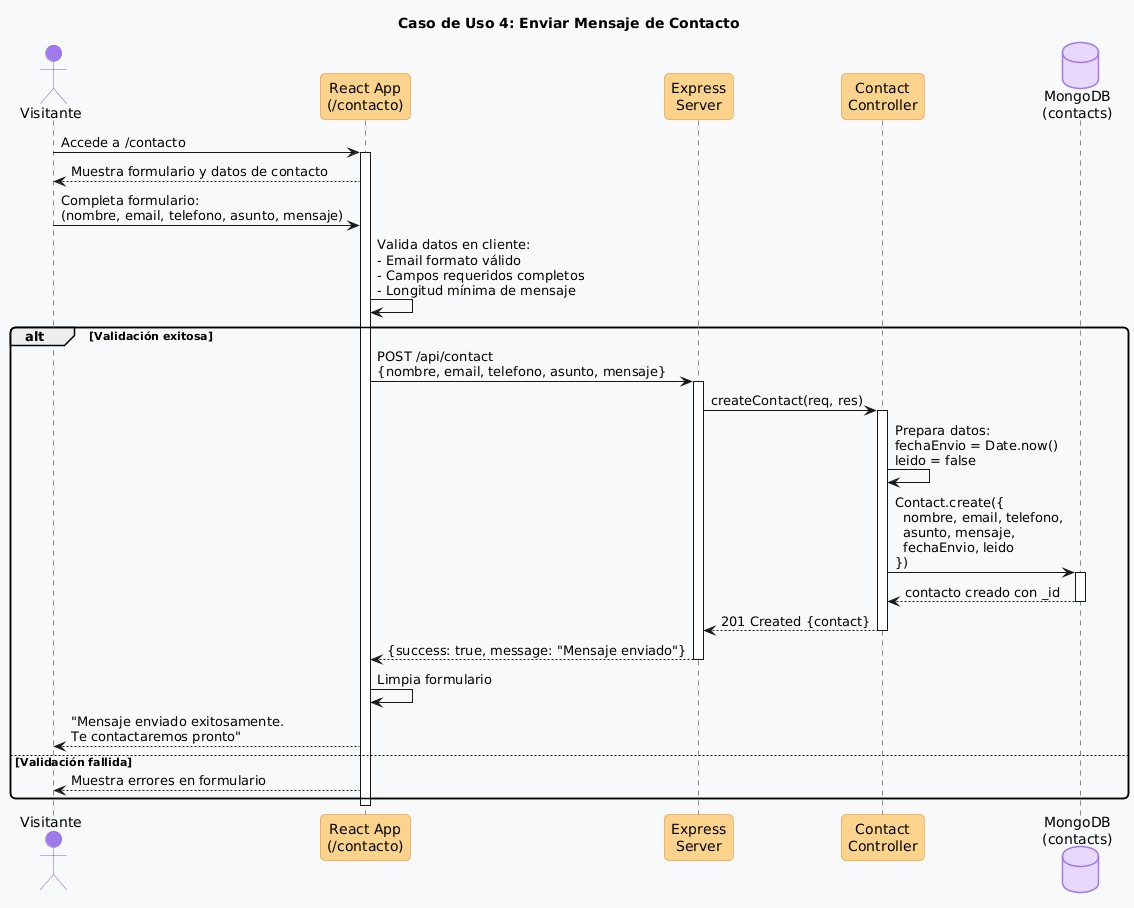 Caso de Uso 4: Enviar Mensaje de Contacto
Visitante
React App
(/contacto)
Express
Server
Contact
Controller
MongoDB
(contacts)
Accede a /contacto
Muestra formulario y datos de contacto
Completa formulario:
(nombre, email, telefono, asunto, mensaje)
Valida datos en cliente:
- Email formato válido
- Campos requeridos completos
- Longitud mínima de mensaje
alt [Validación exitosa]
POST /api/contact
{nombre, email, telefono, asunto, mensaje}
createContact(req, res)
Prepara datos:
fechaEnvio = Date.now()
leido = false
Contact.create({
nombre, email, telefono,
asunto, mensaje,
fechaEnvio, leido
})
contacto creado con _id
201 Created {contact}
{success: true, message: "Mensaje enviado"}
Limpia formulario
"Mensaje enviado exitosamente.
Te contactaremos pronto"
[Validación fallida]
Muestra errores en formulario
Visitante
React App
(/contacto)
Express
Server
Contact
Controller
MongoDB
(contacts)